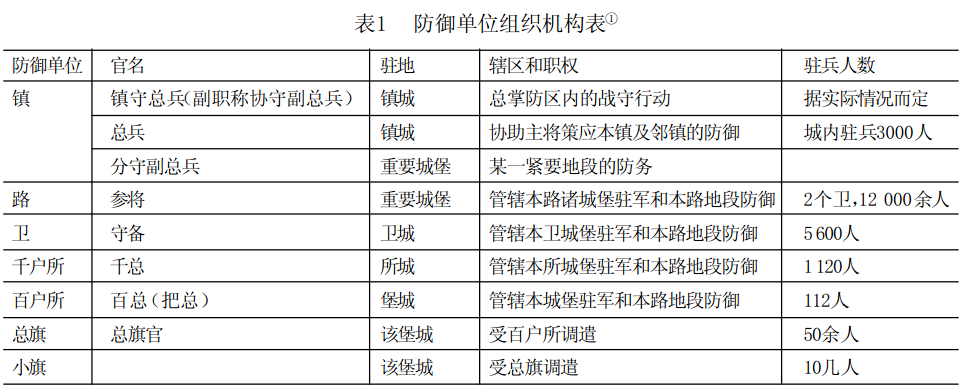 表1 防御单位组织机构表①
防御单位 官名 驻地 辖区和职权 驻兵人数
镇 镇守总兵(副职称协守副总兵) 镇城 总掌防区内的战守行动 据实际情况而定
总兵 镇城 协助主将策应本镇及邻镇的防御 城内驻兵3000人
分守副总兵 重要城堡 某一紧要地段的防务
路 参将 重要城堡 管辖本路诸城堡驻军和本路地段防御 2个卫,12 000余人
卫 守备 卫城 管辖本卫城堡驻军和本路地段防御 5600人
千户所 千总 所城 管辖本所城堡驻军和本路地段防御 1120人
百户所 百总(把总) 堡城 管辖本城堡驻军和本路地段防御 112人
总旗 总旗官 该堡城 受百户所调遣 50余人
小旗 该堡城 受总旗调遣 10几人